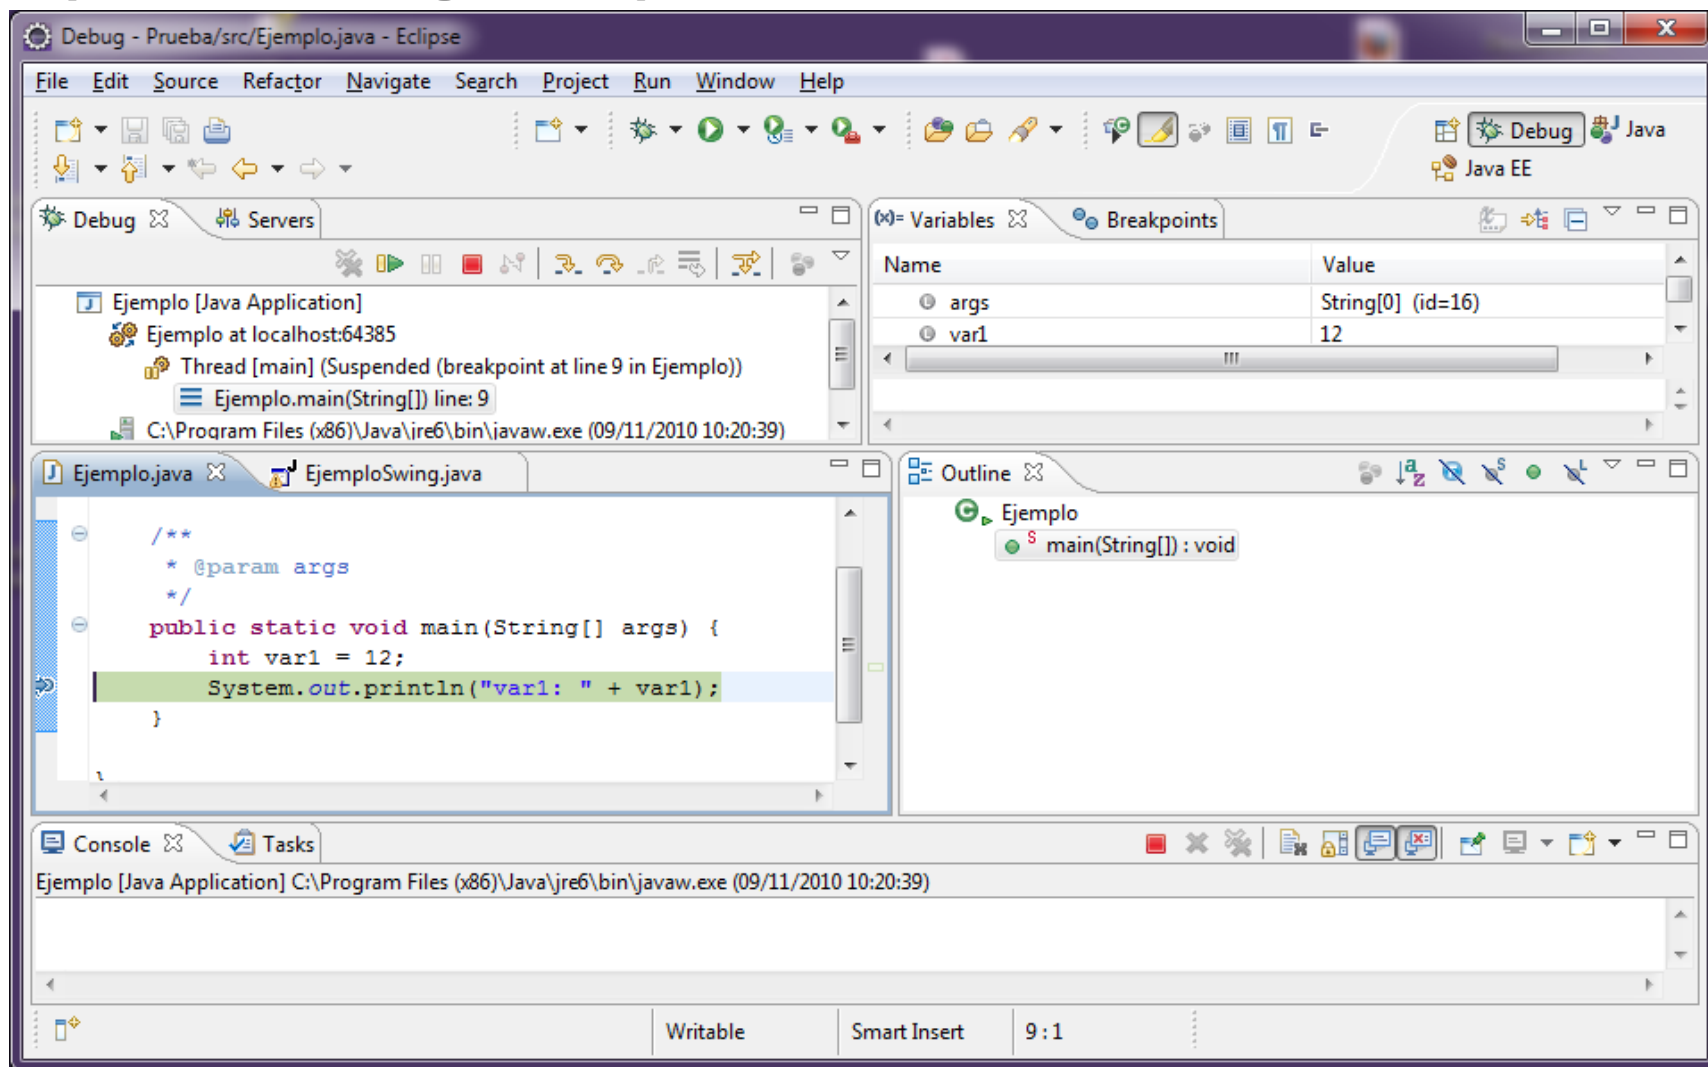 Debug - Prueba/src/Ejemplo.java - Eclipse
File Edit Source Refactor Navigate Search Project Run Window Help
Debug Java
Java EE
Debug Servers
Variables Breakpoints
Name Value
args String[0] (id=16)
var1 12
Ejemplo [Java Application]
Ejemplo at localhost:64385
Thread [main] (Suspended (breakpoint at line 9 in Ejemplo))
Ejemplo.main(String[]) line: 9
C:\Program Files (x86)\Java\jre6\bin\javaw.exe (09/11/2010 10:20:39)
Ejemplo.java EjemploSwing.java
/**
* @param args
*/
public static void main(String[] args) {
int var1 = 12;
System.out.println("var1: " + var1);
}
}
Outline
Ejemplo
main(String[]) : void
Console Tasks
Ejemplo [Java Application] C:\Program Files (x86)\Java\jre6\bin\javaw.exe (09/11/2010 10:20:39)
Writable Smart Insert 9 : 1